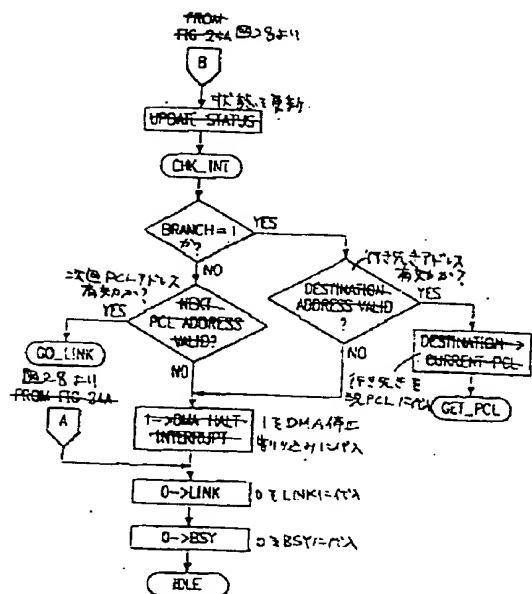 FROM
FIG 24A 図28より
B
状態を更新
UPDATE STATUS
CHK_INT
BRANCH = 1
か?
YES
NO
次回PCLアドレス
有効か?
YES
NEXT
PCL ADDRESS
VALID?
NO
行き先アドレス
有効か?
DESTINATION
ADDRESS VALID
?
YES
NO
GO_LINK
図28より
FROM FIG 24A
A
DESTINATION →
CURRENT PCL
行き先を
現PCLに代入
GET_PCL
1->DMA HALT
INTERRUPT
1をDMA停止
割り込みに代入
0->LINK
0をLINKに代入
0->BSY
0をBSYに代入
IDLE